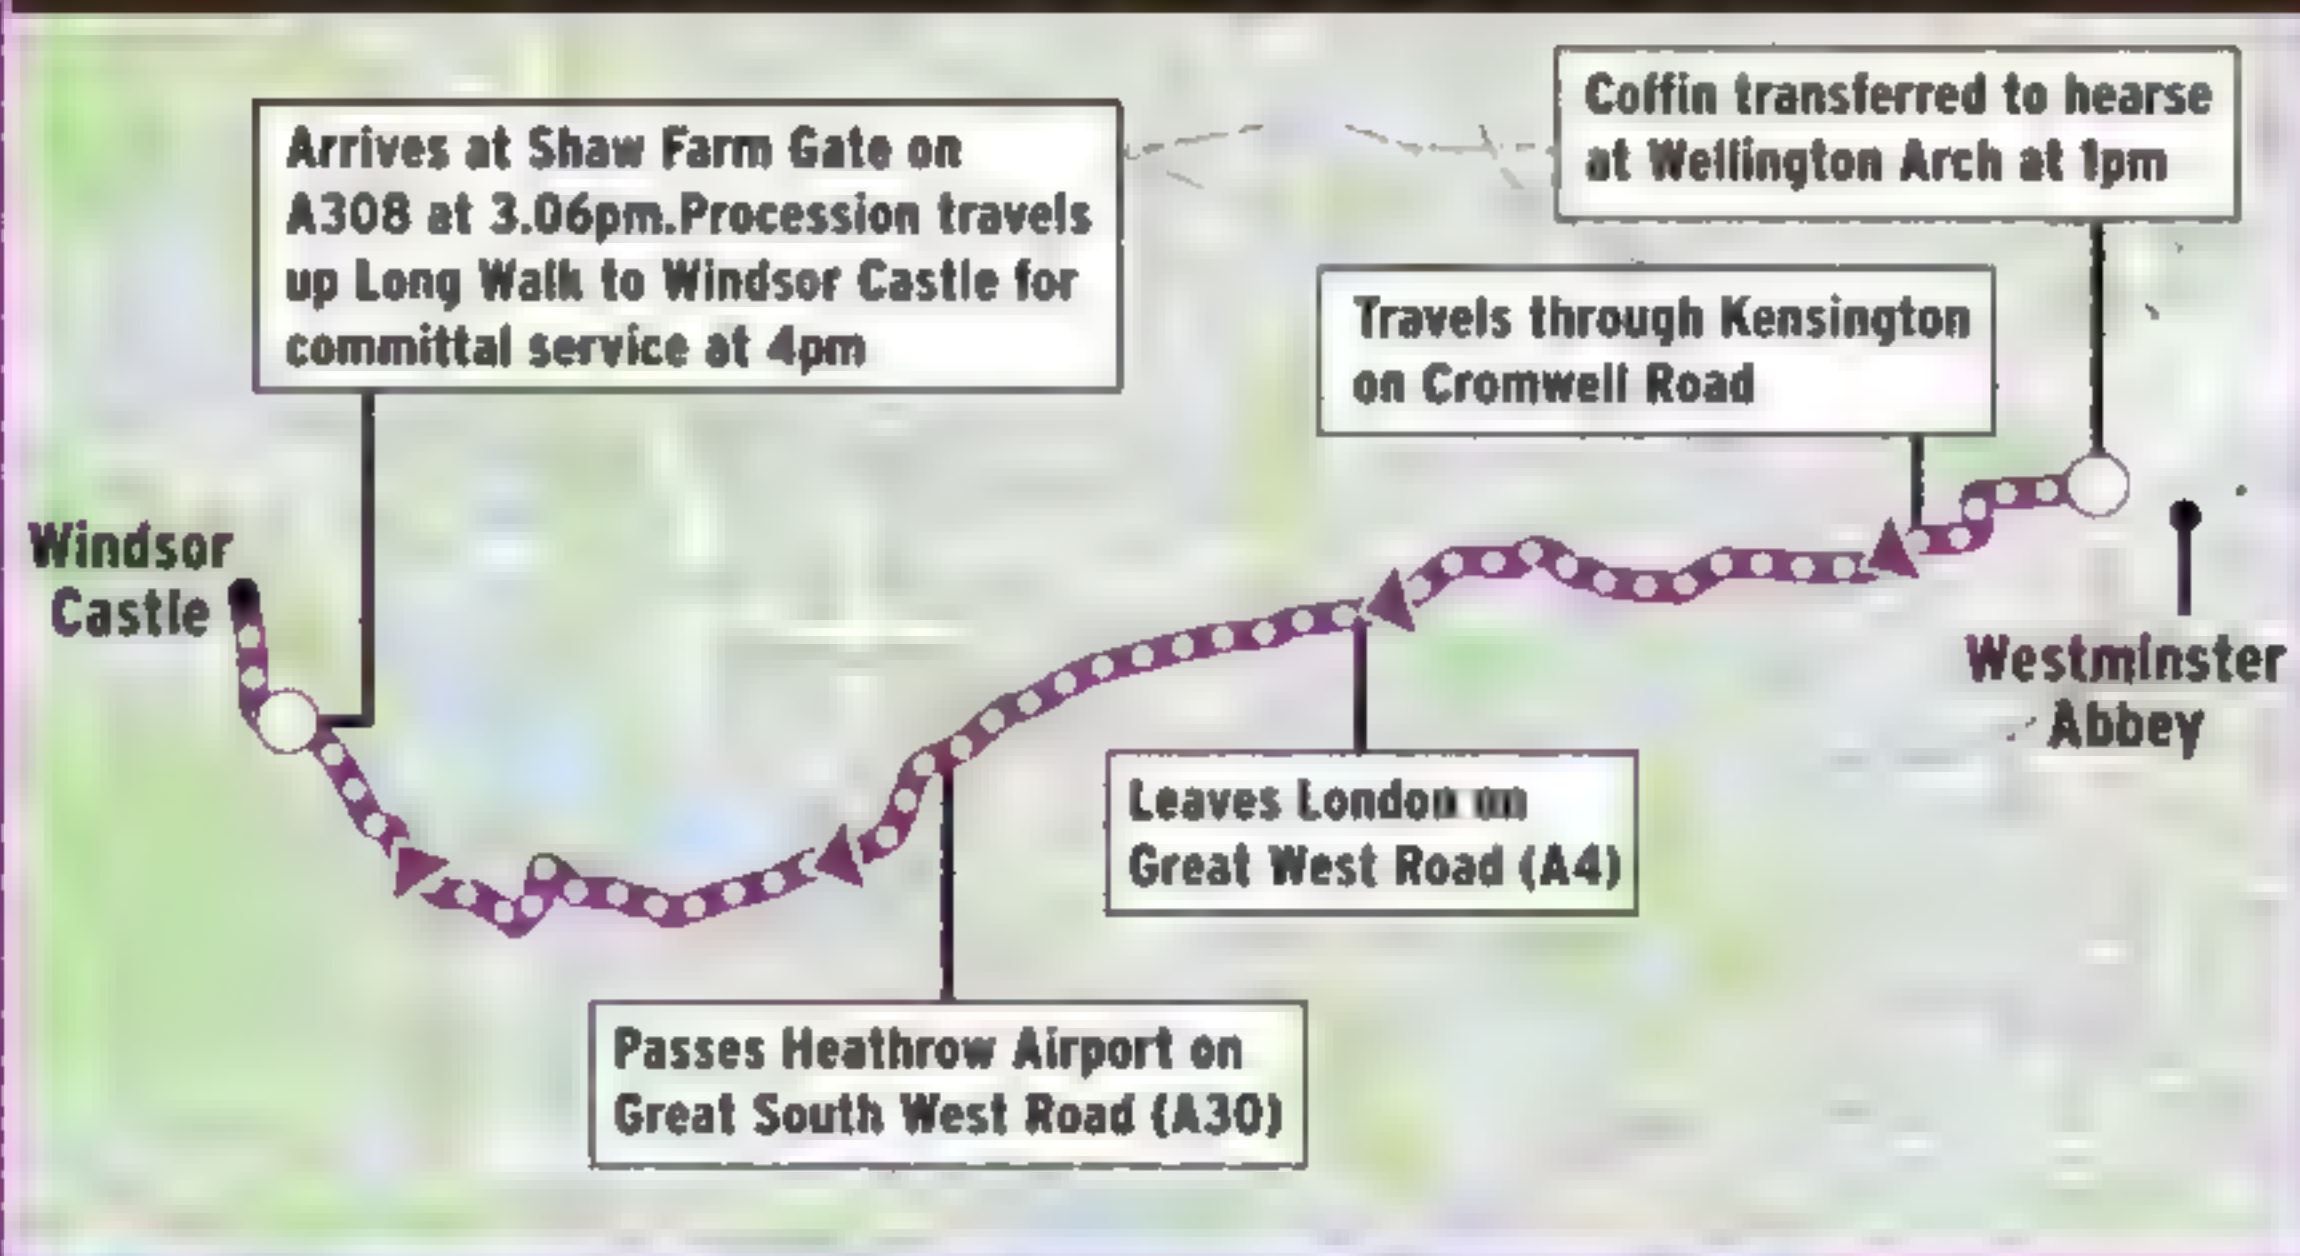 Coffin transferred to hearse
at Wellington Arch at 1pm
Arrives at Shaw Farm Gate on
A308 at 3.06pm.Procession travels
up Long Walk to Windsor Castle for
committal service at 4pm
Travels through Kensington
on Cromwell Road
Windsor
Castle
Westminster
Abbey
Leaves London on
Great West Road (A4)
Passes Heathrow Airport on
Great South West Road (A30)